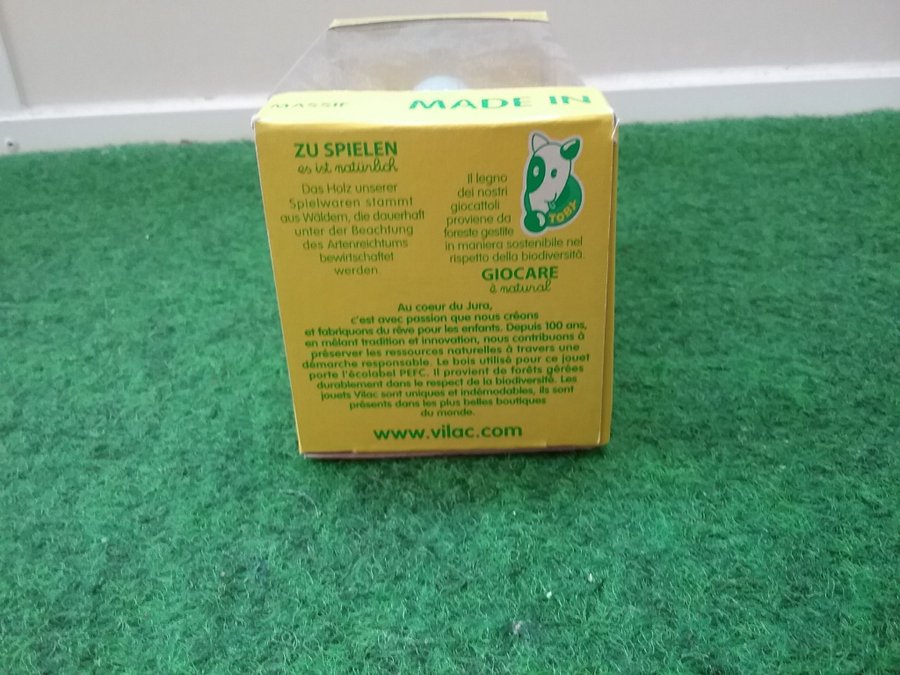 MASSIF
MADE IN
ZU SPIELEN
es ist natürlich
Das Holz unserer
Spielwaren stammt
aus Wäldern, die dauerhaft
unter der Beachtung
des Artenreichtums
bewirtschaftet
werden.
Il legno
dei nostri
giocattoli
proviene da
foreste gestite
in maniera sostenibile nel
rispetto della biodiversità.
TOBY
GIOCARE
è natural
Au coeur du Jura,
c'est avec passion que nous créons
et fabriquons du rêve pour les enfants. Depuis 100 ans,
en mêlant tradition et innovation, nous contribuons à
préserver les ressources naturelles à travers une
démarche responsable. Le bois utilisé pour ce jouet
porte l'écolabel PEFC. Il provient de forêts gérées
durablement dans le respect de la biodiversité. Les
jouets Vilac sont uniques et indémodables, ils sont
présents dans les plus belles boutiques
du monde.
www.vilac.com